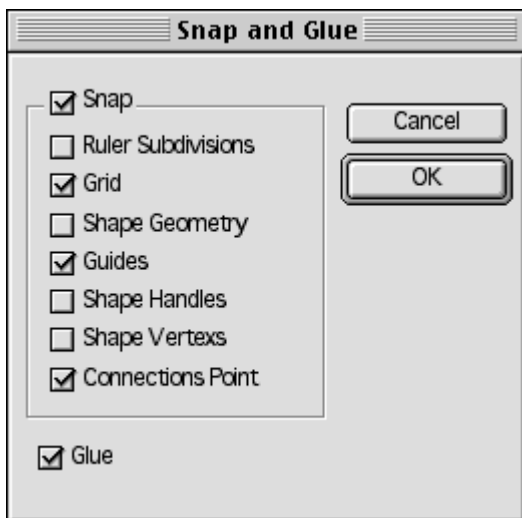 Snap and Glue
Snap
Ruler Subdivisions
Grid
Shape Geometry
Guides
Shape Handles
Shape Vertexs
Connections Point
Cancel
OK
Glue